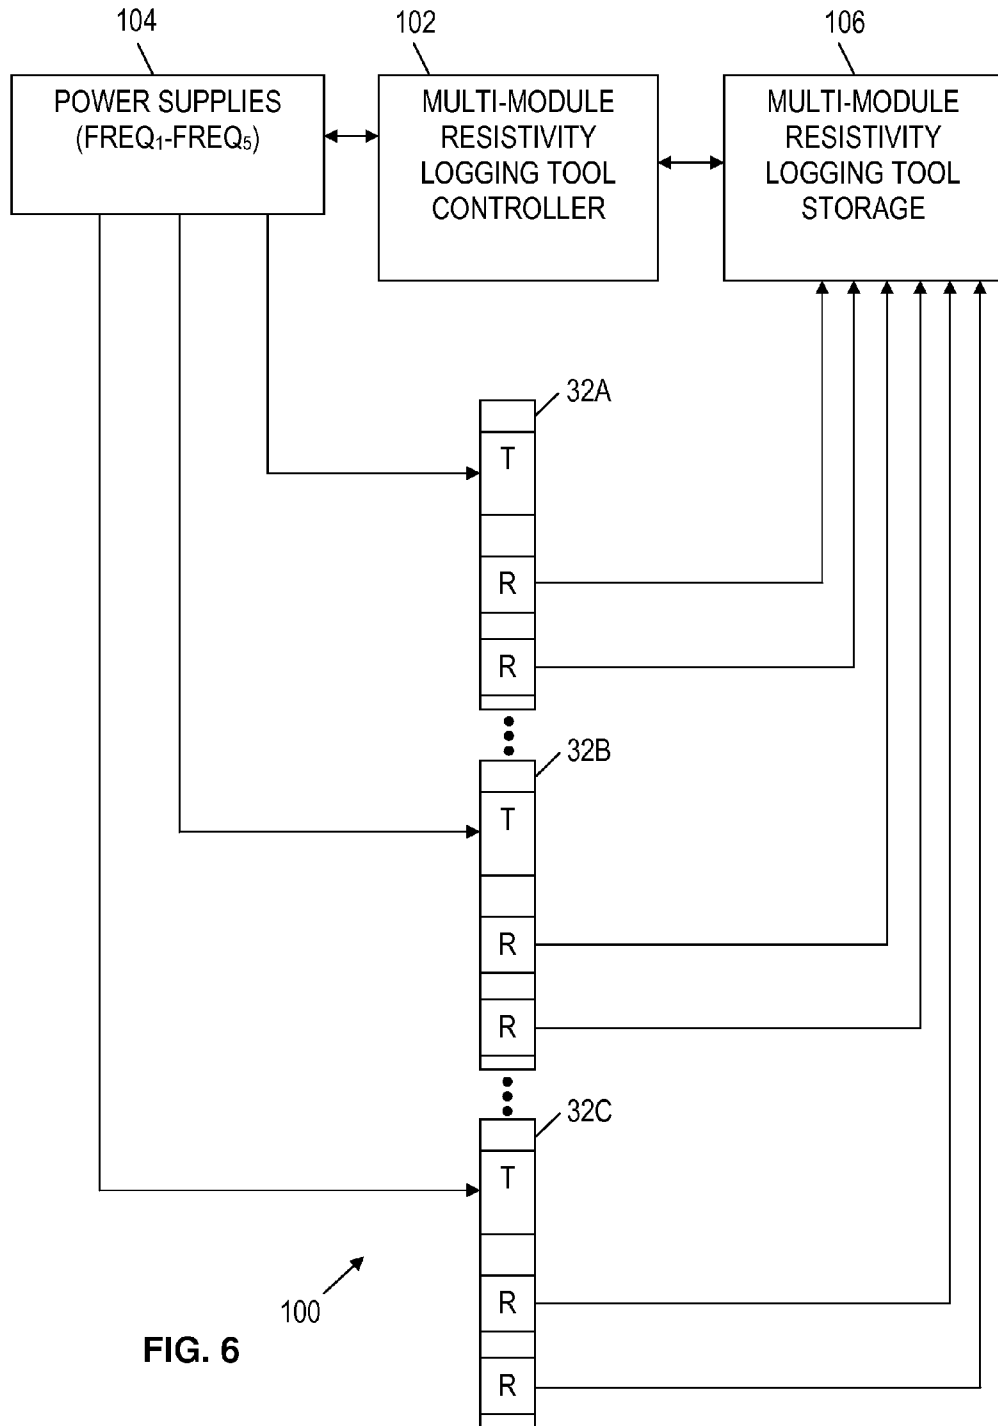 104
102
106
POWER SUPPLIES
(FREQ₁-FREQ₅)
MULTI-MODULE
RESISTIVITY
LOGGING TOOL
CONTROLLER
MULTI-MODULE
RESISTIVITY
LOGGING TOOL
STORAGE
32A
T
R
R
32B
T
R
R
32C
T
R
R
100
FIG. 6